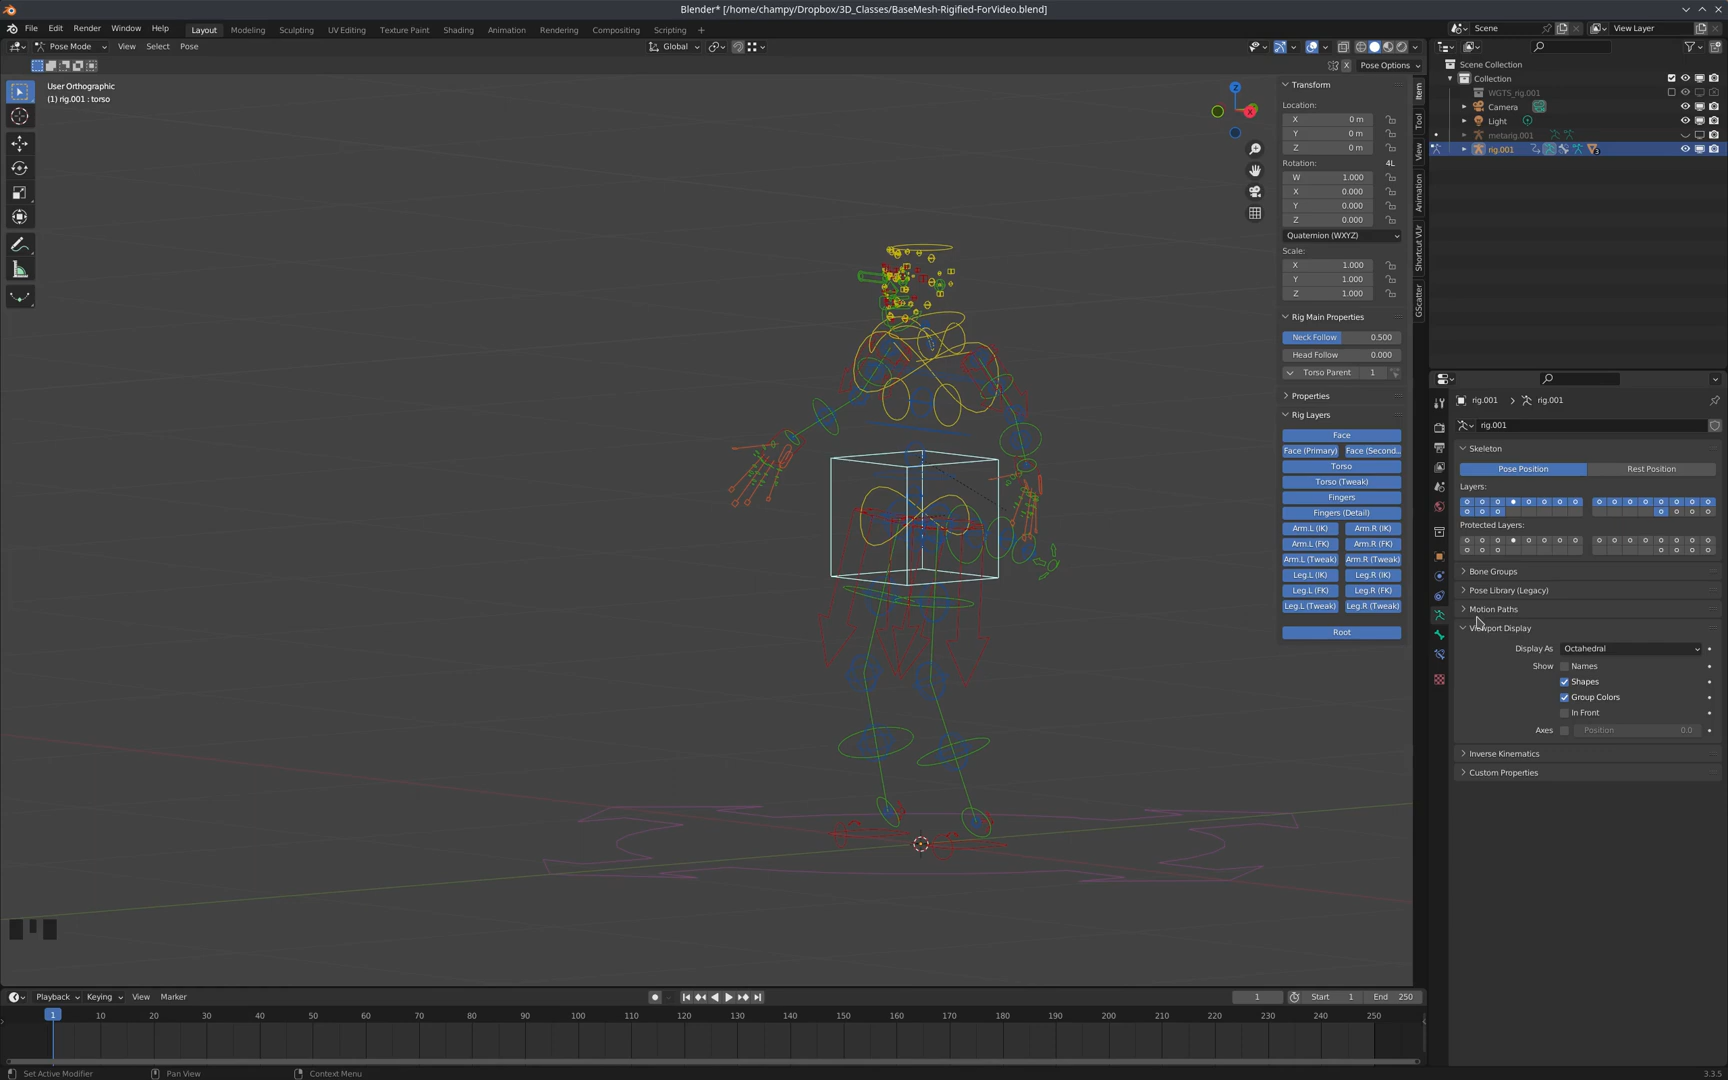 Blender* [/home/champy/Dropbox/3D_Classes/BaseMesh-Rigified-ForVideo.blend]
File Edit Render Window Help Layout Modeling Sculpting UV Editing Texture Paint Shading Animation Rendering Compositing Scripting + Scene View Layer
Pose Mode View Select Pose Global
X Pose Options
User Orthographic
(1) rig.001 : torso
Z
X
Transform
Location:
X 0 m
Y 0 m
Z 0 m
Rotation: 4L
W 1.000
X 0.000
Y 0.000
Z 0.000
Quaternion (WXYZ)
Scale:
X 1.000
Y 1.000
Z 1.000
Rig Main Properties
Neck Follow 0.500
Head Follow 0.000
Torso Parent 1
Properties
Rig Layers
Face
Face (Primary) Face (Second...
Torso
Torso (Tweak)
Fingers
Fingers (Detail)
Arm.L (IK) Arm.R (IK)
Arm.L (FK) Arm.R (FK)
Arm.L (Tweak) Arm.R (Tweak)
Leg.L (IK) Leg.R (IK)
Leg.L (FK) Leg.R (FK)
Leg.L (Tweak) Leg.R (Tweak)
Root
Item
Tool
View
Animation
Shortcut VUr
GScatter
Scene Collection
Collection
WGTS_rig.001
Camera
Light
metarig.001
rig.001
rig.001 > rig.001
rig.001
Skeleton
Pose Position Rest Position
Layers:
Protected Layers:
Bone Groups
Pose Library (Legacy)
Motion Paths
Viewport Display
Display As Octahedral
Show Names
Shapes
Group Colors
In Front
Axes Position 0.0
Inverse Kinematics
Custom Properties
Playback Keying View Marker 1 Start 1 End 250
1 10 20 30 40 50 60 70 80 90 100 110 120 130 140 150 160 170 180 190 200 210 220 230 240 250
Set Active Modifier Pan View Context Menu 3.3.5